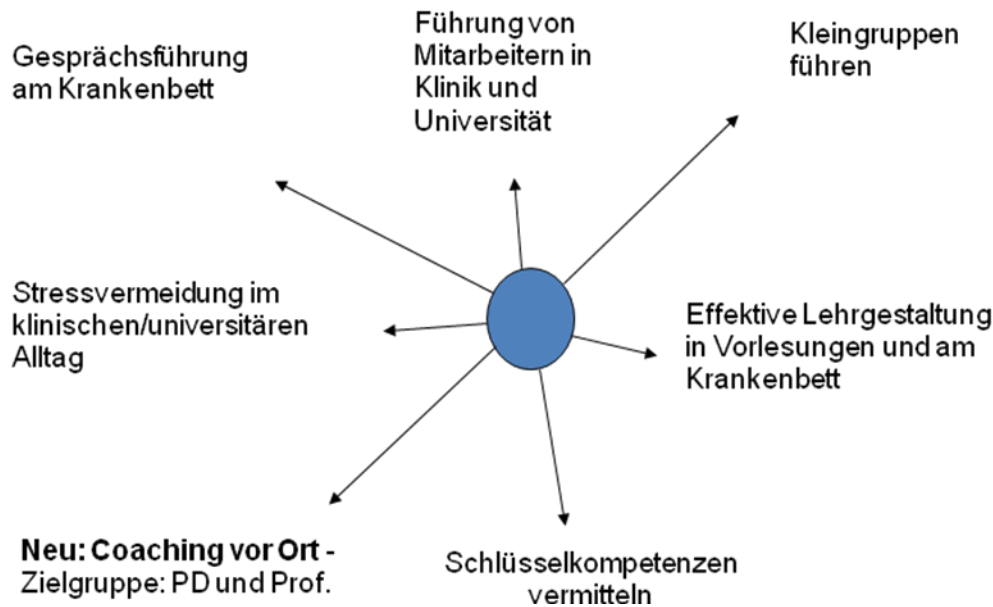 Gesprächsführung
am Krankenbett
Führung von
Mitarbeitern in
Klinik und
Universität
Kleingruppen
führen
Stressvermeidung im
klinischen/universitären
Alltag
Effektive Lehrgestaltung
in Vorlesungen und am
Krankenbett
Neu: Coaching vor Ort -
Zielgruppe: PD und Prof.
Schlüsselkompetenzen
vermitteln